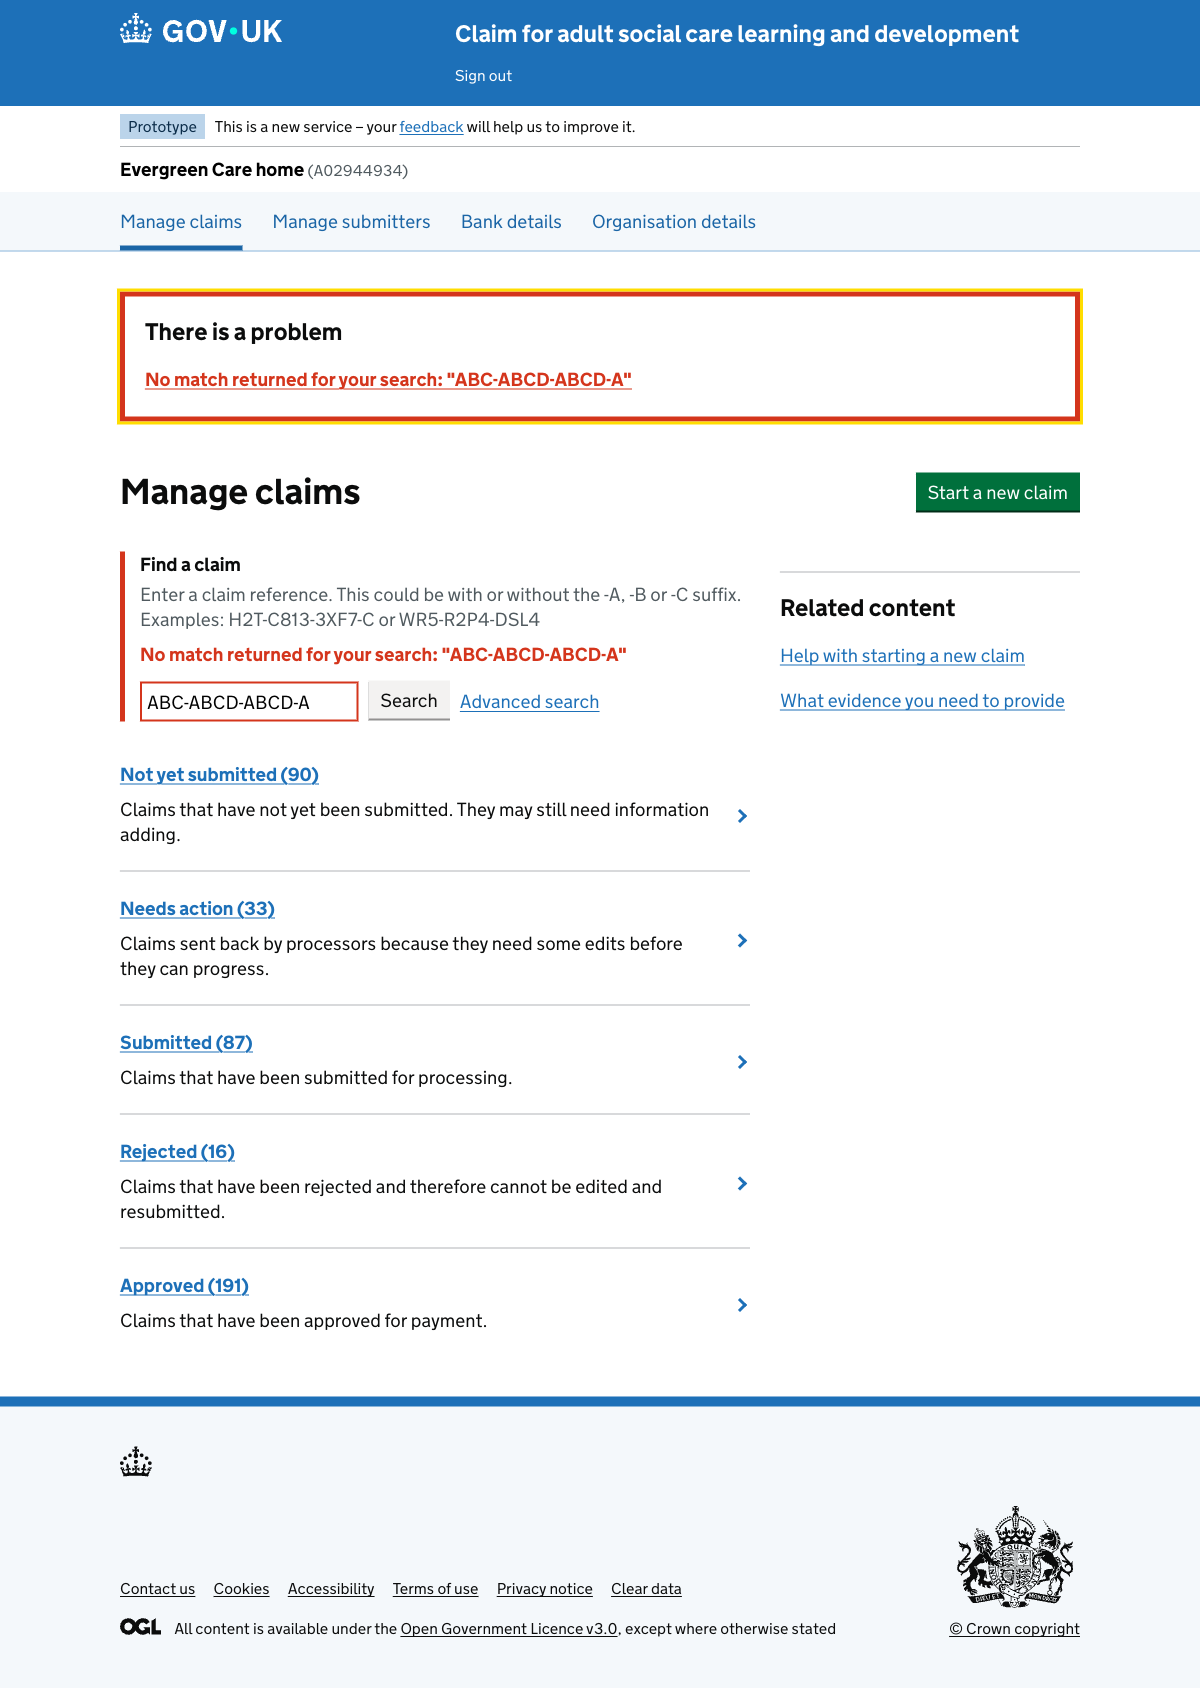 GOV·UK
Claim for adult social care learning and development
Sign out
Prototype This is a new service – your feedback will help us to improve it.
Evergreen Care home (A02944934)
Manage claims Manage submitters Bank details Organisation details
There is a problem
No match returned for your search: "ABC-ABCD-ABCD-A"
Manage claims
Start a new claim
Find a claim
Enter a claim reference. This could be with or without the -A, -B or -C suffix.
Examples: H2T-C813-3XF7-C or WR5-R2P4-DSL4
No match returned for your search: "ABC-ABCD-ABCD-A"
ABC-ABCD-ABCD-A Search Advanced search
Related content
Help with starting a new claim
What evidence you need to provide
Not yet submitted (90)
Claims that have not yet been submitted. They may still need information
adding.
Needs action (33)
Claims sent back by processors because they need some edits before
they can progress.
Submitted (87)
Claims that have been submitted for processing.
Rejected (16)
Claims that have been rejected and therefore cannot be edited and
resubmitted.
Approved (191)
Claims that have been approved for payment.
Contact us Cookies Accessibility Terms of use Privacy notice Clear data
OGL All content is available under the Open Government Licence v3.0, except where otherwise stated
© Crown copyright